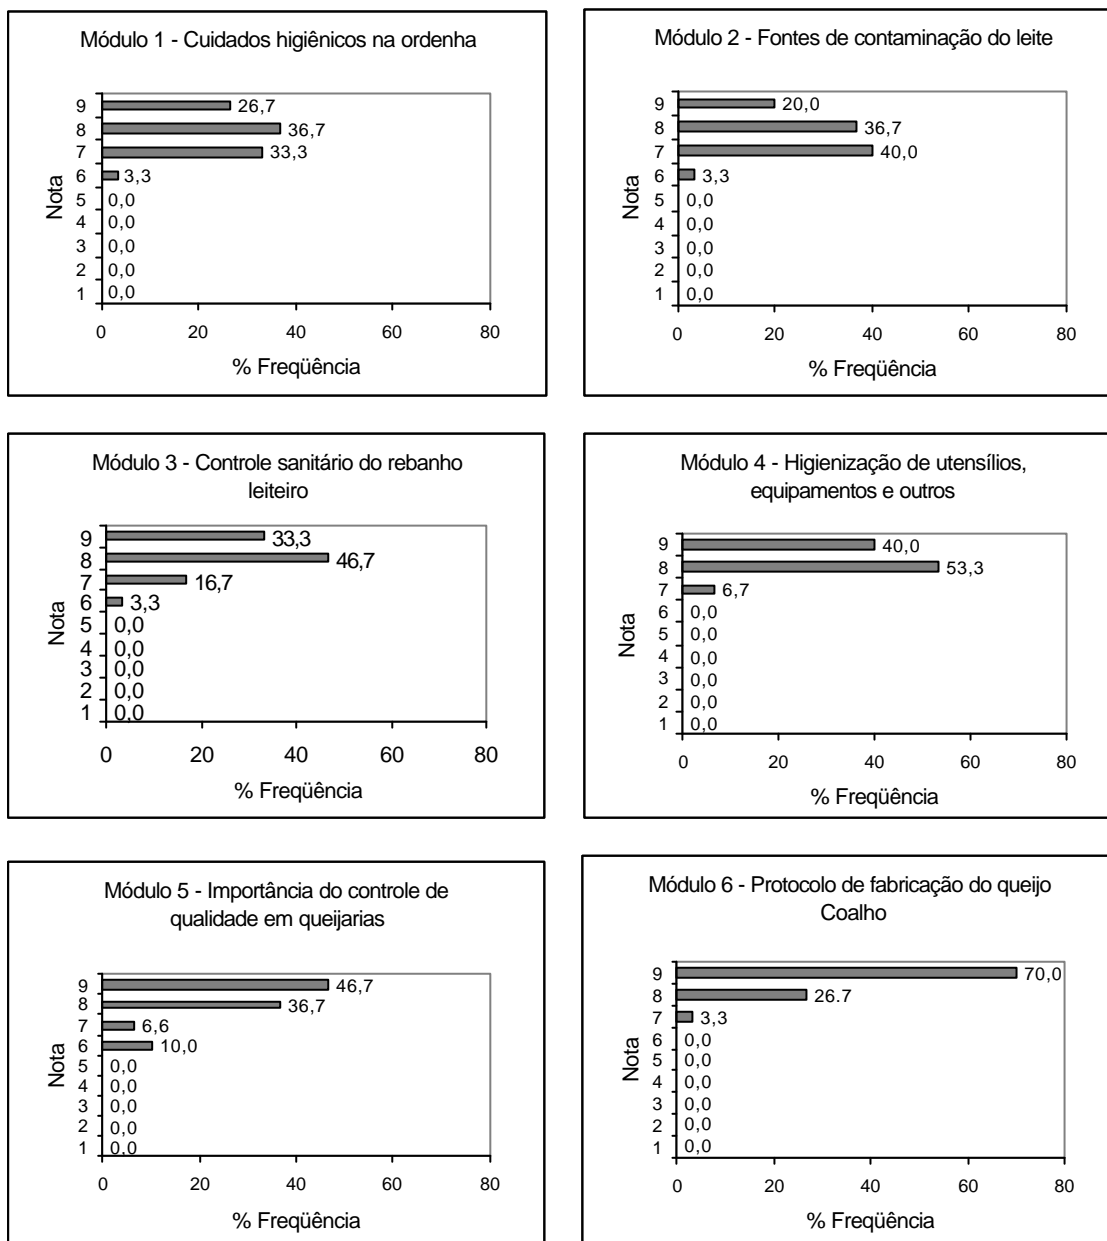 Módulo 1 - Cuidados higiênicos na ordenha
Nota
9 26,7
8 36,7
7 33,3
6 3,3
5 0,0
4 0,0
3 0,0
2 0,0
1 0,0
0 20 40 60 80
% Freqüência
Módulo 2 - Fontes de contaminação do leite
Nota
9 20,0
8 36,7
7 40,0
6 3,3
5 0,0
4 0,0
3 0,0
2 0,0
1 0,0
0 20 40 60 80
% Freqüência
Módulo 3 - Controle sanitário do rebanho
leiteiro
Nota
9 33,3
8 46,7
7 16,7
6 3,3
5 0,0
4 0,0
3 0,0
2 0,0
1 0,0
0 20 40 60 80
% Freqüência
Módulo 4 - Higienização de utensílios,
equipamentos e outros
Nota
9 40,0
8 53,3
7 6,7
6 0,0
5 0,0
4 0,0
3 0,0
2 0,0
1 0,0
0 20 40 60 80
% Freqüência
Módulo 5 - Importância do controle de
qualidade em queijarias
Nota
9 46,7
8 36,7
7 6,6
6 10,0
5 0,0
4 0,0
3 0,0
2 0,0
1 0,0
0 20 40 60 80
% Freqüência
Módulo 6 - Protocolo de fabricação do queijo
Coalho
Nota
9 70,0
8 26.7
7 3,3
6 0,0
5 0,0
4 0,0
3 0,0
2 0,0
1 0,0
0 20 40 60 80
% Freqüência